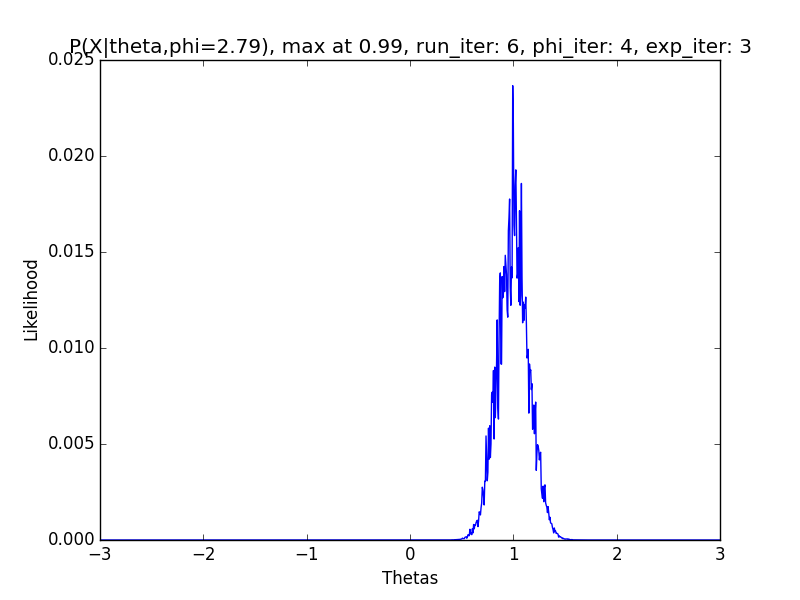 P(X|theta,phi=2.79), max at 0.99, run_iter: 6, phi_iter: 4, exp_iter: 3
0.025
0.020
0.015
0.010
0.005
0.000
Likelihood
−3 −2 −1 0 1 2 3
Thetas